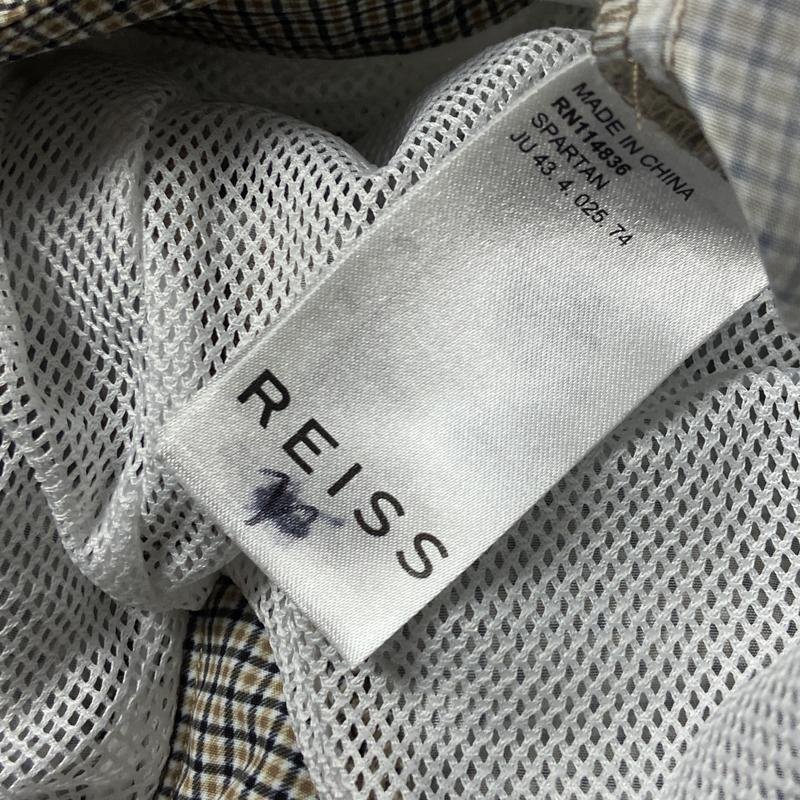 MADE IN CHINA
RN114836
SPARTAN
JU 43. 4. 025. 74
REISS